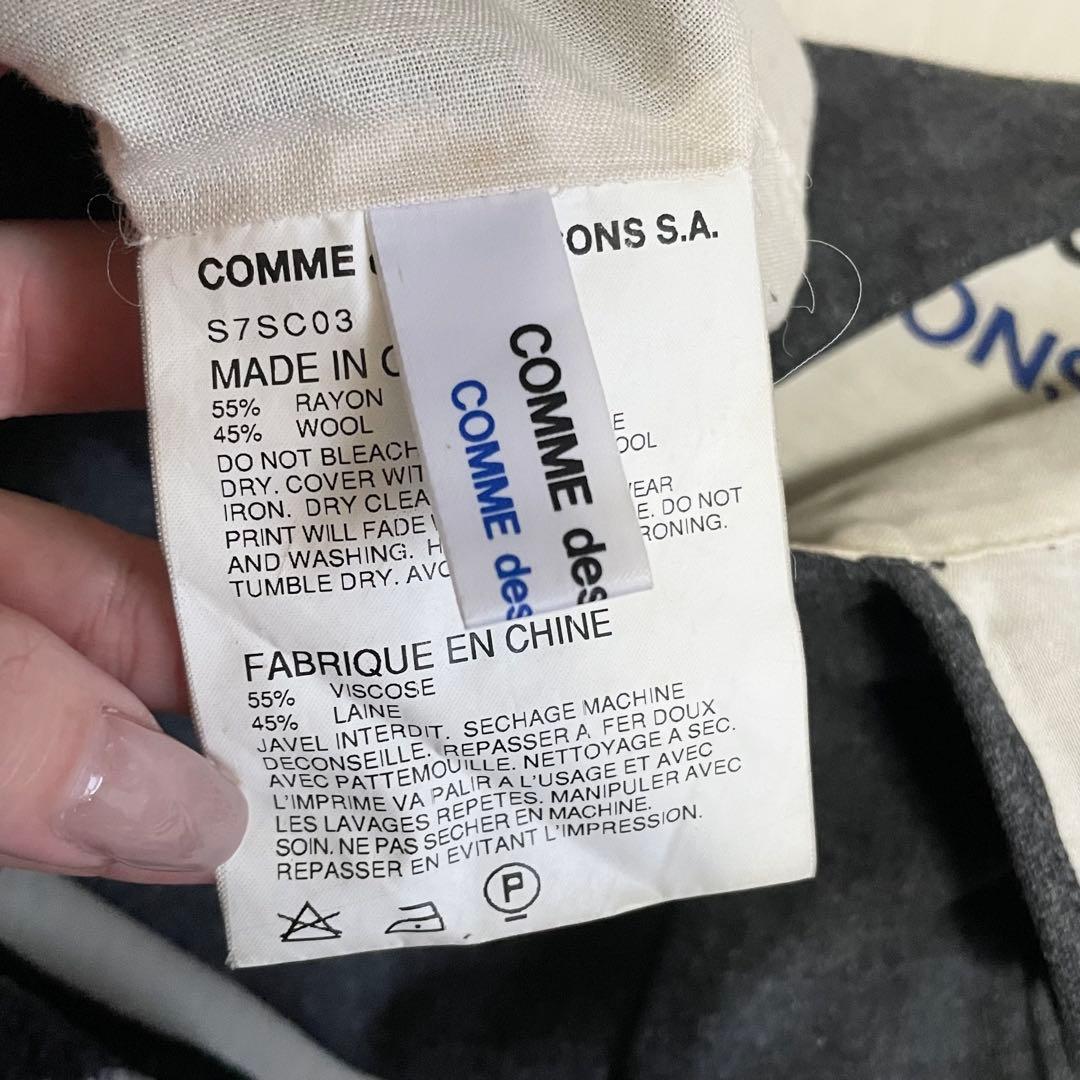 COMME ONS S.A.
S7SC03
MADE IN C
55% RAYON
45% WOOL
DO NOT BLEACH
DRY. COVER WIT OOL
IRON. DRY CLEA EAR
PRINT WILL FADE E. DO NOT
AND WASHING. H RONING.
TUMBLE DRY. AVO
COMME des
COMME des
FABRIQUE EN CHINE
55% VISCOSE
45% LAINE
JAVEL INTERDIT. SECHAGE MACHINE
DECONSEILLE. REPASSER A FER DOUX
AVEC PATTEMOUILLE. NETTOYAGE A SEC.
L'IMPRIME VA PALIR A L'USAGE ET AVEC
LES LAVAGES REPETES. MANIPULER AVEC
SOIN. NE PAS SECHER EN MACHINE.
REPASSER EN EVITANT L'IMPRESSION.
P
ONS